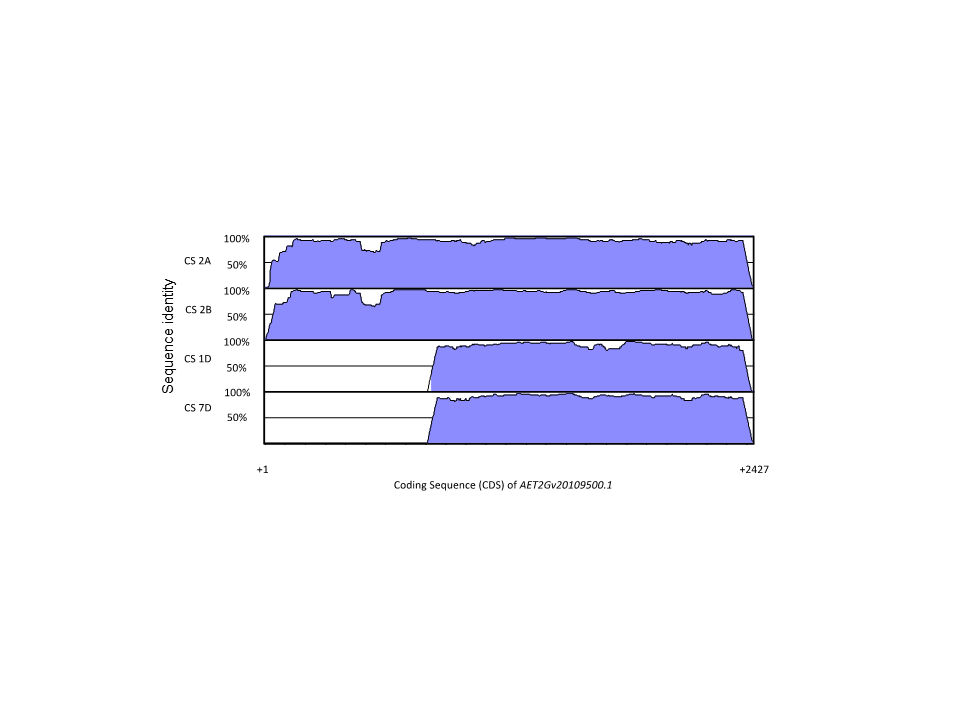 Sequence identity
100%
CS 2A
50%
100%
CS 2B
50%
100%
CS 1D
50%
100%
CS 7D
50%
+1 +2427
Coding Sequence (CDS) of AET2Gv20109500.1